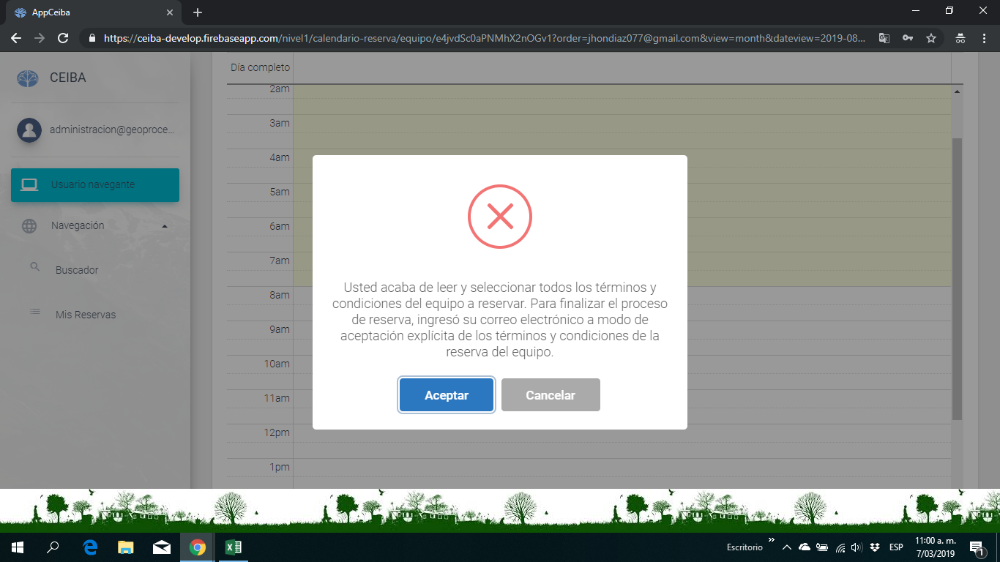 AppCeiba
https://ceiba-develop.firebaseapp.com/nivel1/calendario-reserva/equipo/e4jvdSc0aPNMhX2nOGv1?order=jhondiaz077@gmail.com&view=month&dateview=2019-08...
CEIBA
administracion@geoproce...
Usuario navegante
Navegación
Buscador
Mis Reservas
Día completo
2am
3am
4am
5am
6am
7am
8am
9am
10am
11am
12pm
1pm
Usted acaba de leer y seleccionar todos los términos y
condiciones del equipo a reservar. Para finalizar el proceso
de reserva, ingresó su correo electrónico a modo de
aceptación explícita de los términos y condiciones de la
reserva del equipo.
Aceptar
Cancelar
Escritorio
ESP
11:00 a. m.
7/03/2019
1